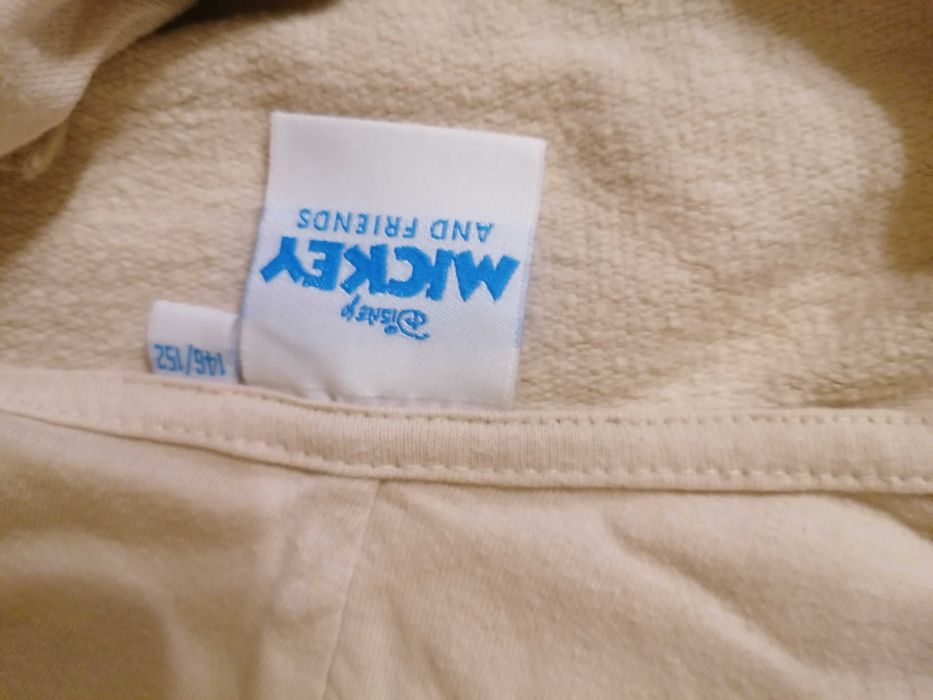 Disney
MICKEY
AND FRIENDS
146/152